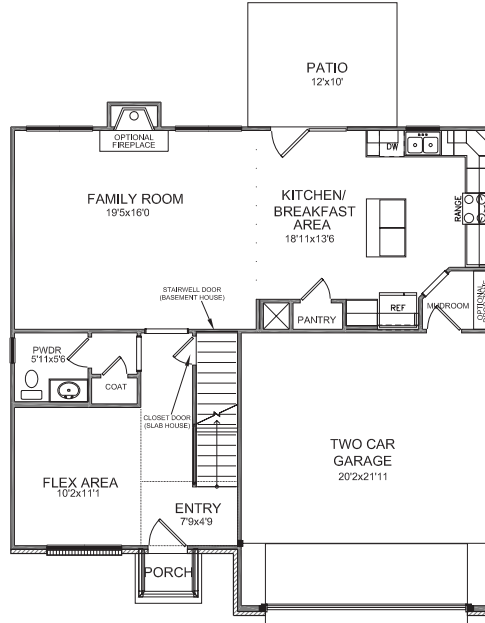 PATIO
12'x10'
OPTIONAL
FIREPLACE
DW
FAMILY ROOM
19'5x16'0
KITCHEN/
BREAKFAST
AREA
18'11x13'6
RANGE
STAIRWELL DOOR
(BASEMENT HOUSE)
PANTRY
REF
MUDROOM
OPTIONAL
PWDR
5'11x5'6
COAT
CLOSET DOOR
(SLAB HOUSE)
TWO CAR
GARAGE
20'2x21'11
FLEX AREA
10'2x11'1
ENTRY
7'9x4'9
PORCH